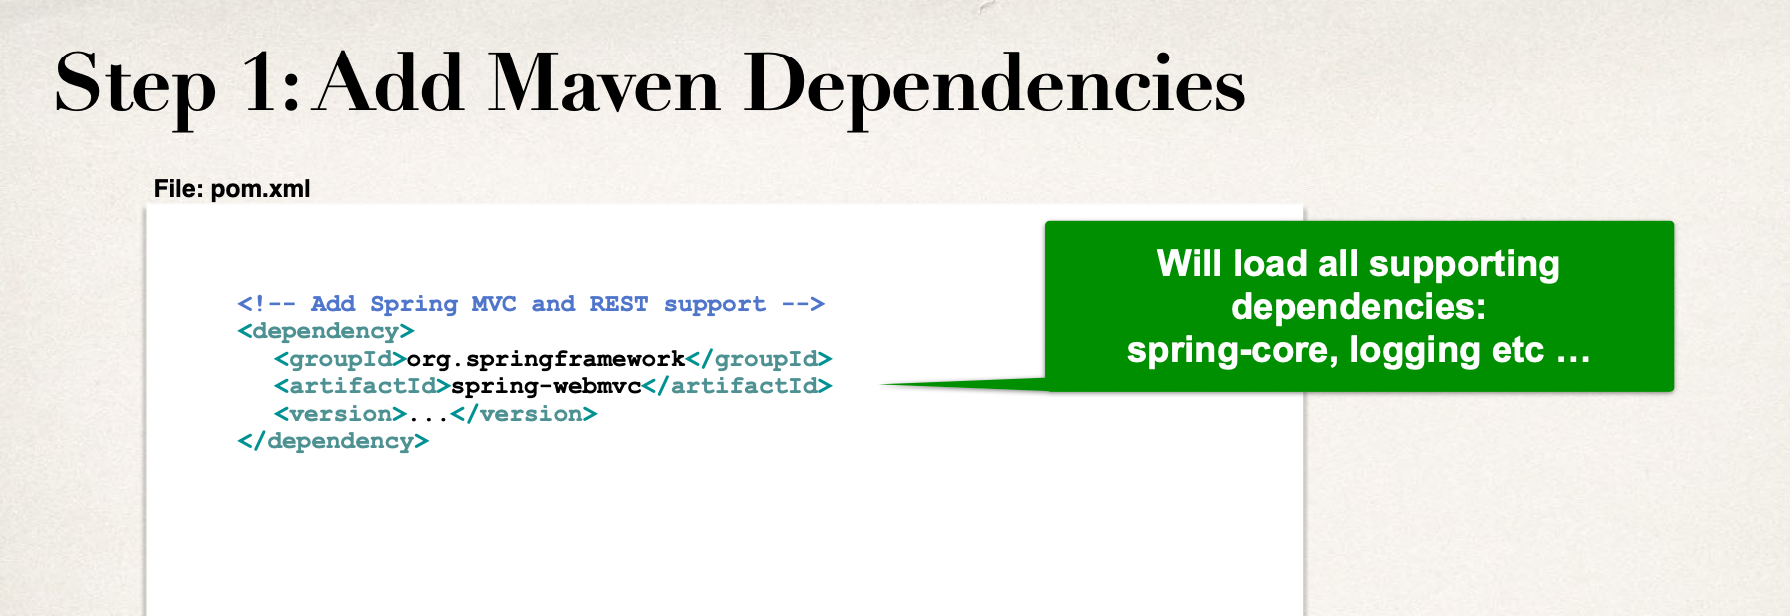 Step 1: Add Maven Dependencies
File: pom.xml
<!-- Add Spring MVC and REST support -->
<dependency>
<groupId>org.springframework</groupId>
<artifactId>spring-webmvc</artifactId>
<version>...</version>
</dependency>
Will load all supporting
dependencies:
spring-core, logging etc …